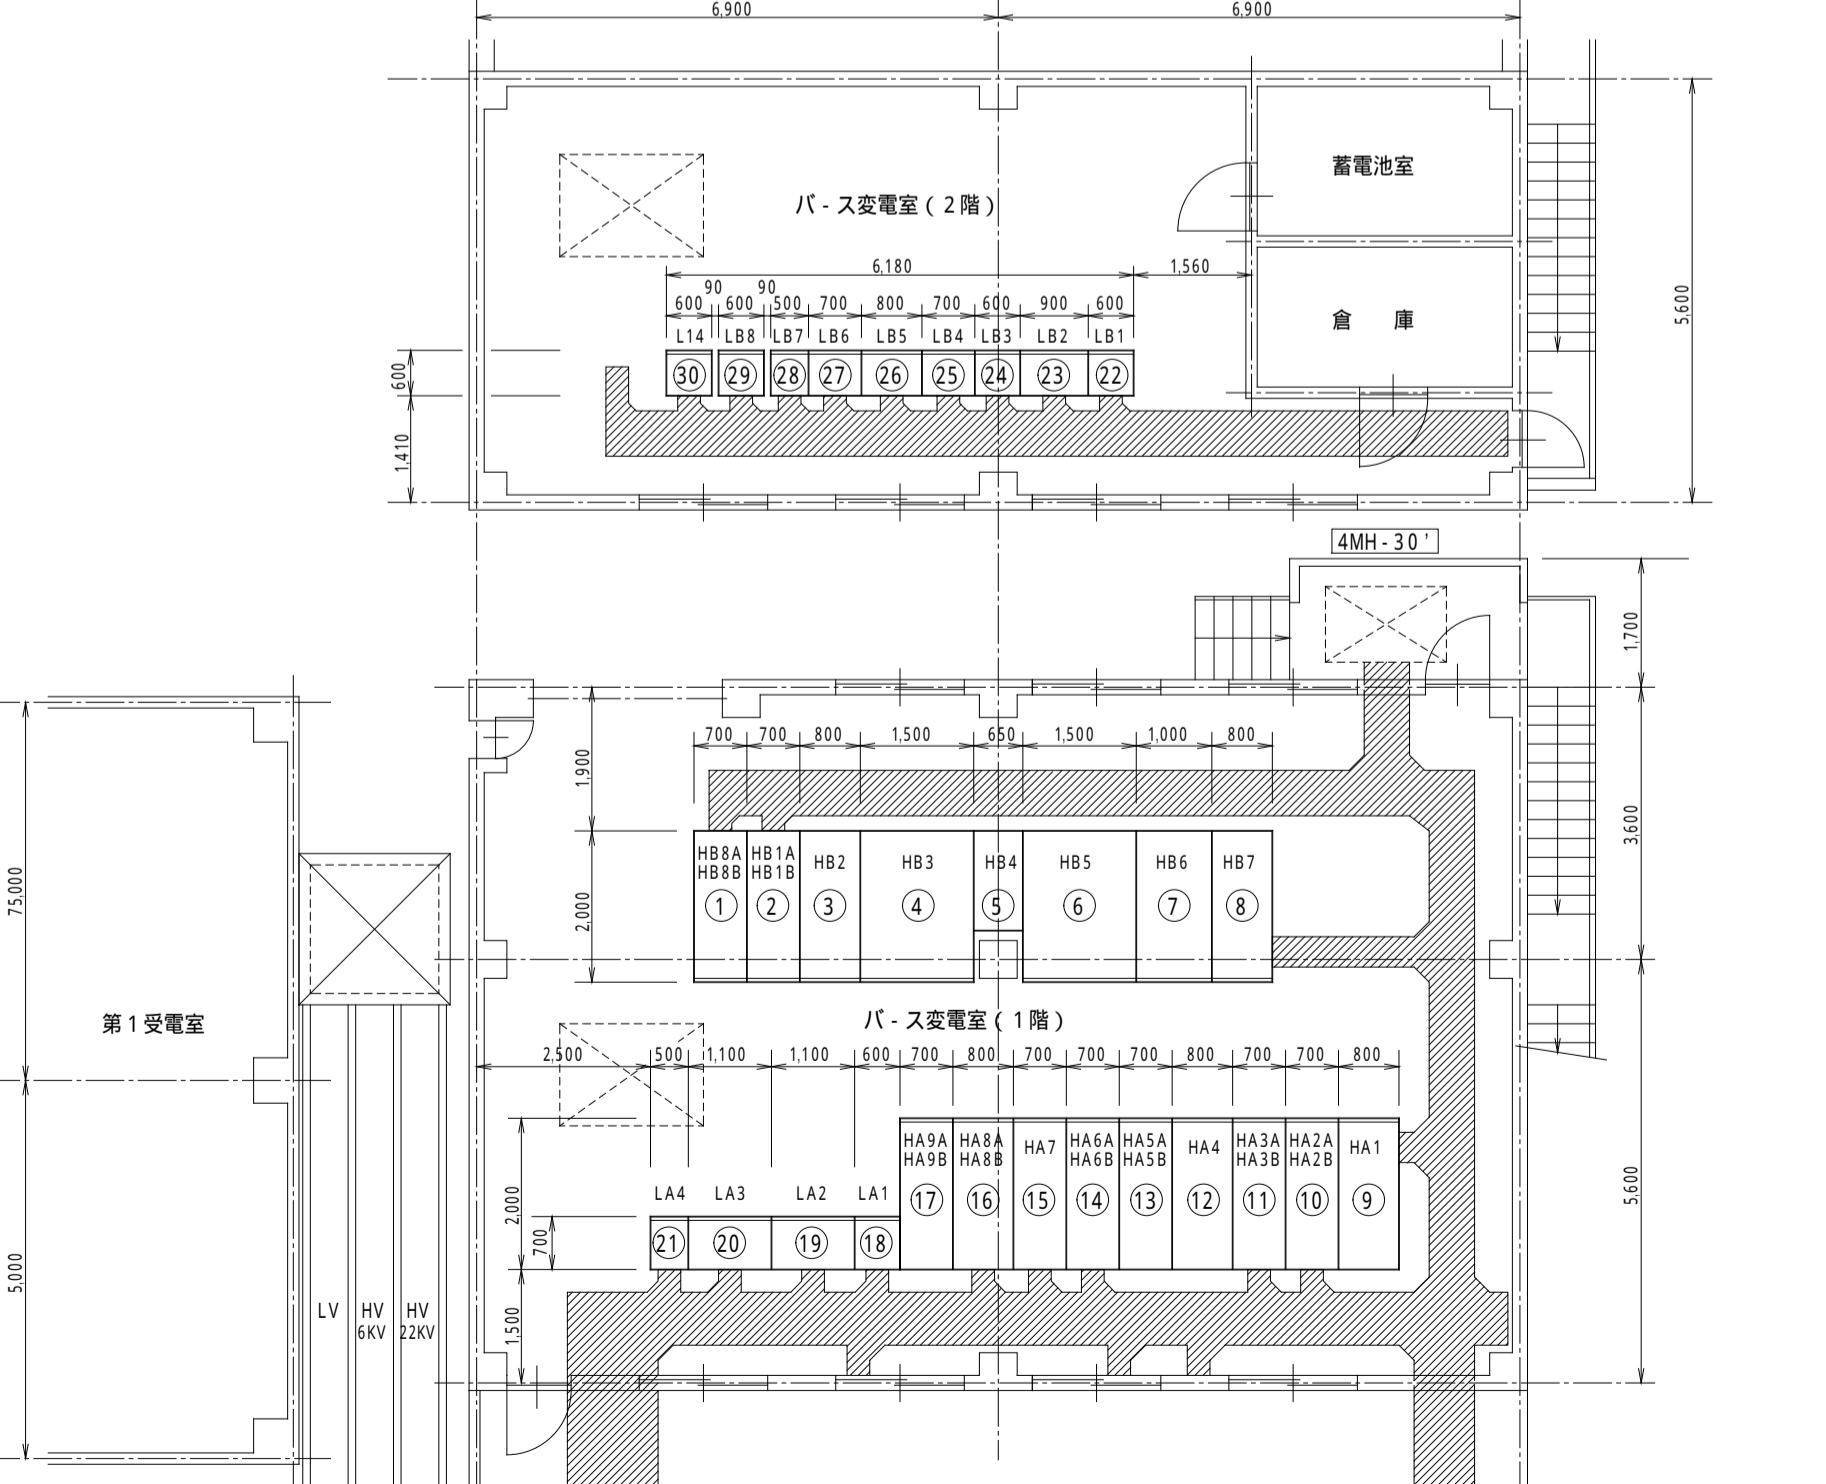 6,900
6,900
バ-ス変電室(2階)
蓄電池室
倉 庫
5,600
6,180
1,560
90
90
600
600
500
700
800
700
600
900
600
L14
LB8
LB7
LB6
LB5
LB4
LB3
LB2
LB1
30
29
28
27
26
25
24
23
22
600
1,410
4MH-30'
1,700
3,600
5,600
1,900
2,000
700
700
800
1,500
650
1,500
1,000
800
HB8A
HB8B
HB1A
HB1B
HB2
HB3
HB4
HB5
HB6
HB7
1
2
3
4
5
6
7
8
75,000
5,000
第1受電室
LV
HV
6KV
HV
22KV
バ-ス変電室(1階)
2,500
500
1,100
1,100
600
700
800
700
700
700
800
700
700
800
HA9A
HA9B
HA8A
HA8B
HA7
HA6A
HA6B
HA5A
HA5B
HA4
HA3A
HA3B
HA2A
HA2B
HA1
17
16
15
14
13
12
11
10
9
LA4
LA3
LA2
LA1
21
20
19
18
2,000
700
1,500